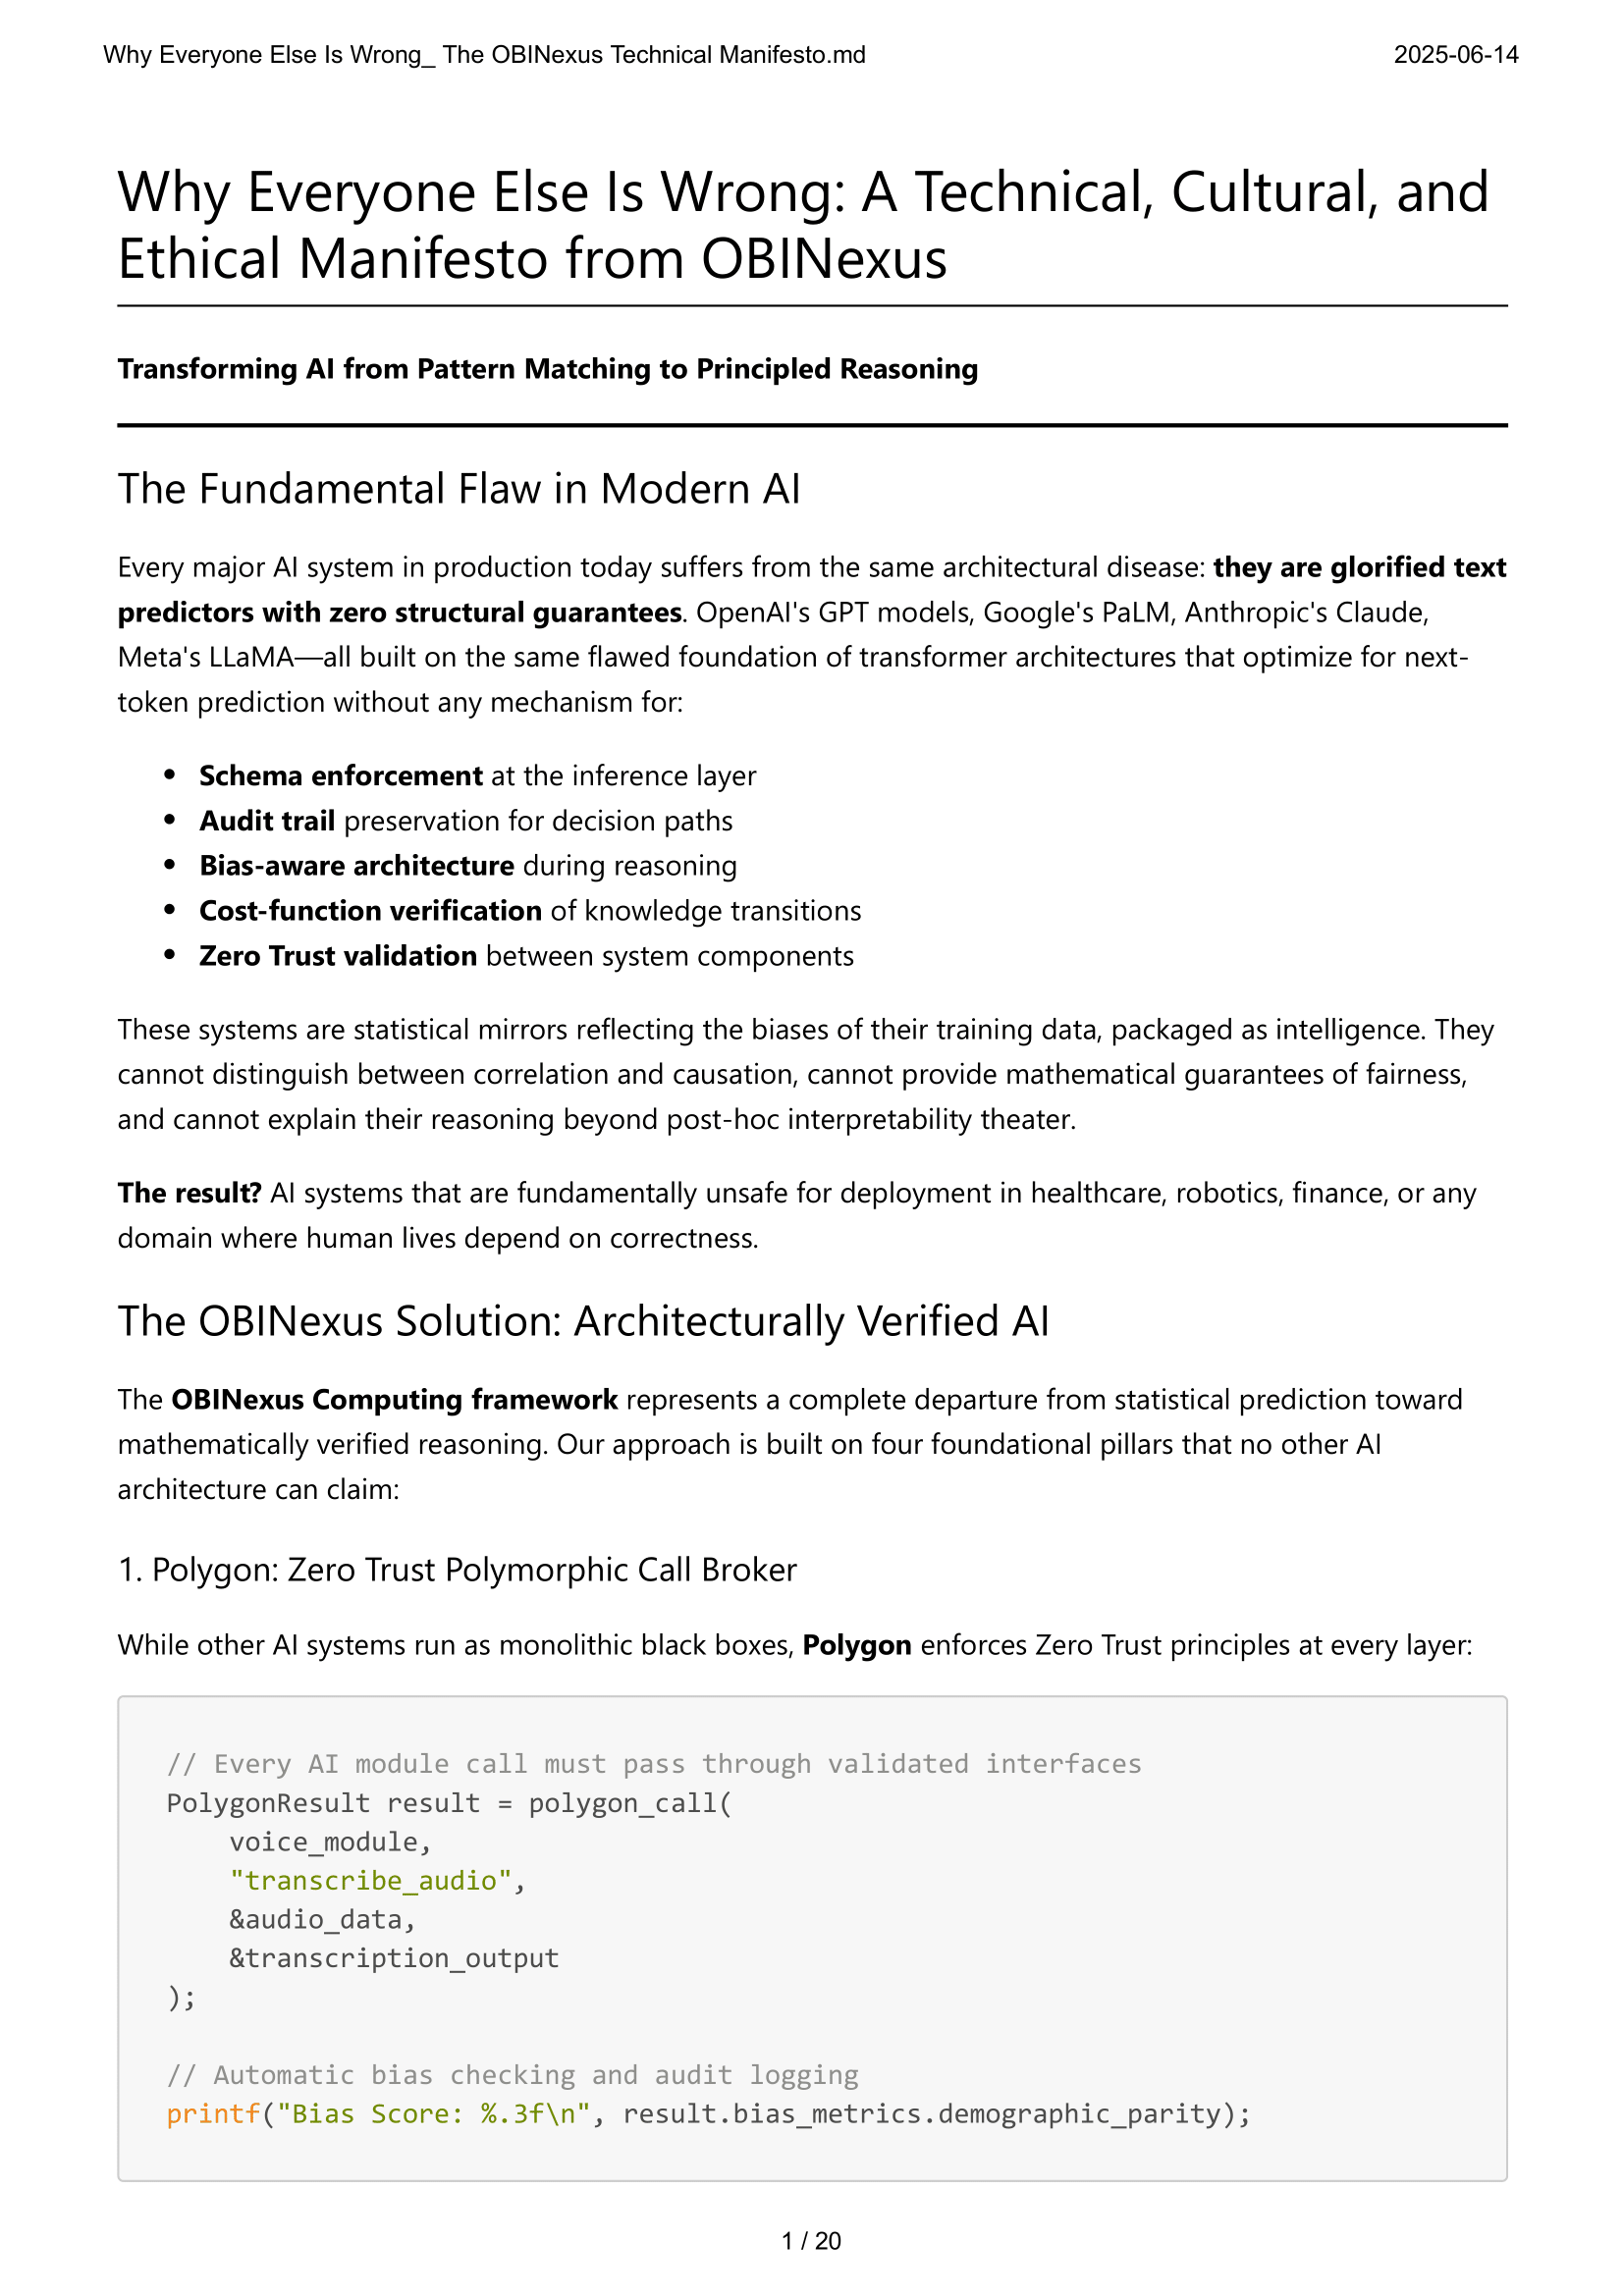 Why Everyone Else Is Wrong_ The OBINexus Technical Manifesto.md
2025-06-14
Why Everyone Else Is Wrong: A Technical, Cultural, and
Ethical Manifesto from OBINexus
Transforming AI from Pattern Matching to Principled Reasoning
The Fundamental Flaw in Modern AI
Every major AI system in production today suffers from the same architectural disease: they are glorified text
predictors with zero structural guarantees. OpenAI's GPT models, Google's PaLM, Anthropic's Claude,
Meta's LLaMA—all built on the same flawed foundation of transformer architectures that optimize for next-
token prediction without any mechanism for:
• Schema enforcement at the inference layer
• Audit trail preservation for decision paths
• Bias-aware architecture during reasoning
• Cost-function verification of knowledge transitions
• Zero Trust validation between system components
These systems are statistical mirrors reflecting the biases of their training data, packaged as intelligence. They
cannot distinguish between correlation and causation, cannot provide mathematical guarantees of fairness,
and cannot explain their reasoning beyond post-hoc interpretability theater.
The result? AI systems that are fundamentally unsafe for deployment in healthcare, robotics, finance, or any
domain where human lives depend on correctness.
The OBINexus Solution: Architecturally Verified AI
The OBINexus Computing framework represents a complete departure from statistical prediction toward
mathematically verified reasoning. Our approach is built on four foundational pillars that no other AI
architecture can claim:
1. Polygon: Zero Trust Polymorphic Call Broker
While other AI systems run as monolithic black boxes, Polygon enforces Zero Trust principles at every layer:
// Every AI module call must pass through validated interfaces
PolygonResult result = polygon_call(
    voice_module,
    "transcribe_audio",
    &audio_data,
    &transcription_output
);
// Automatic bias checking and audit logging
printf("Bias Score: %.3f\n", result.bias_metrics.demographic_parity);
1 / 20